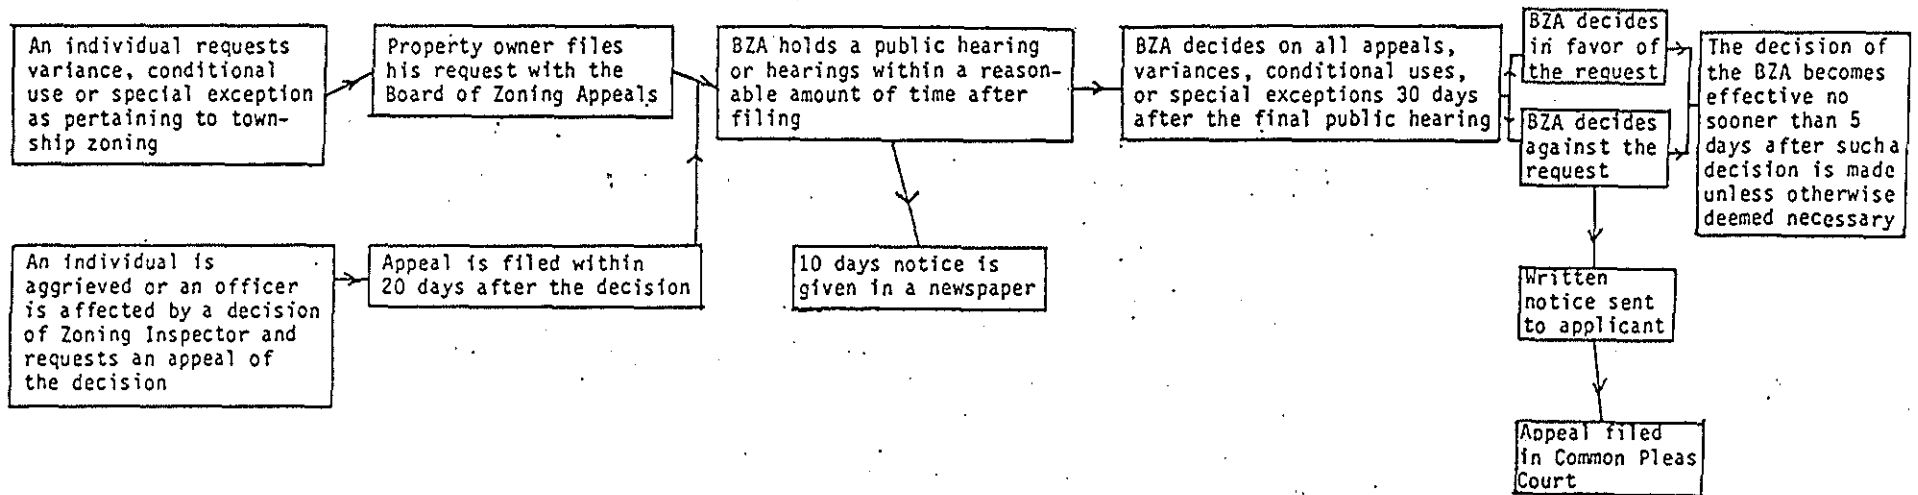 An individual requests
variance, conditional
use or special exception
as pertaining to town-
ship zoning
Property owner files
his request with the
Board of Zoning Appeals
BZA holds a public hearing
or hearings within a reason-
able amount of time after
filing
BZA decides on all appeals,
variances, conditional uses,
or special exceptions 30 days
after the final public hearing
BZA decides
in favor of
the request
BZA decides
against the
request
The decision of
the BZA becomes
effective no
sooner than 5
days after such a
decision is made
unless otherwise
deemed necessary
An individual is
aggrieved or an officer
is affected by a decision
of Zoning Inspector and
requests an appeal of
the decision
Appeal is filed within
20 days after the decision
10 days notice is
given in a newspaper
Written
notice sent
to applicant
Appeal filed
in Common Pleas
Court